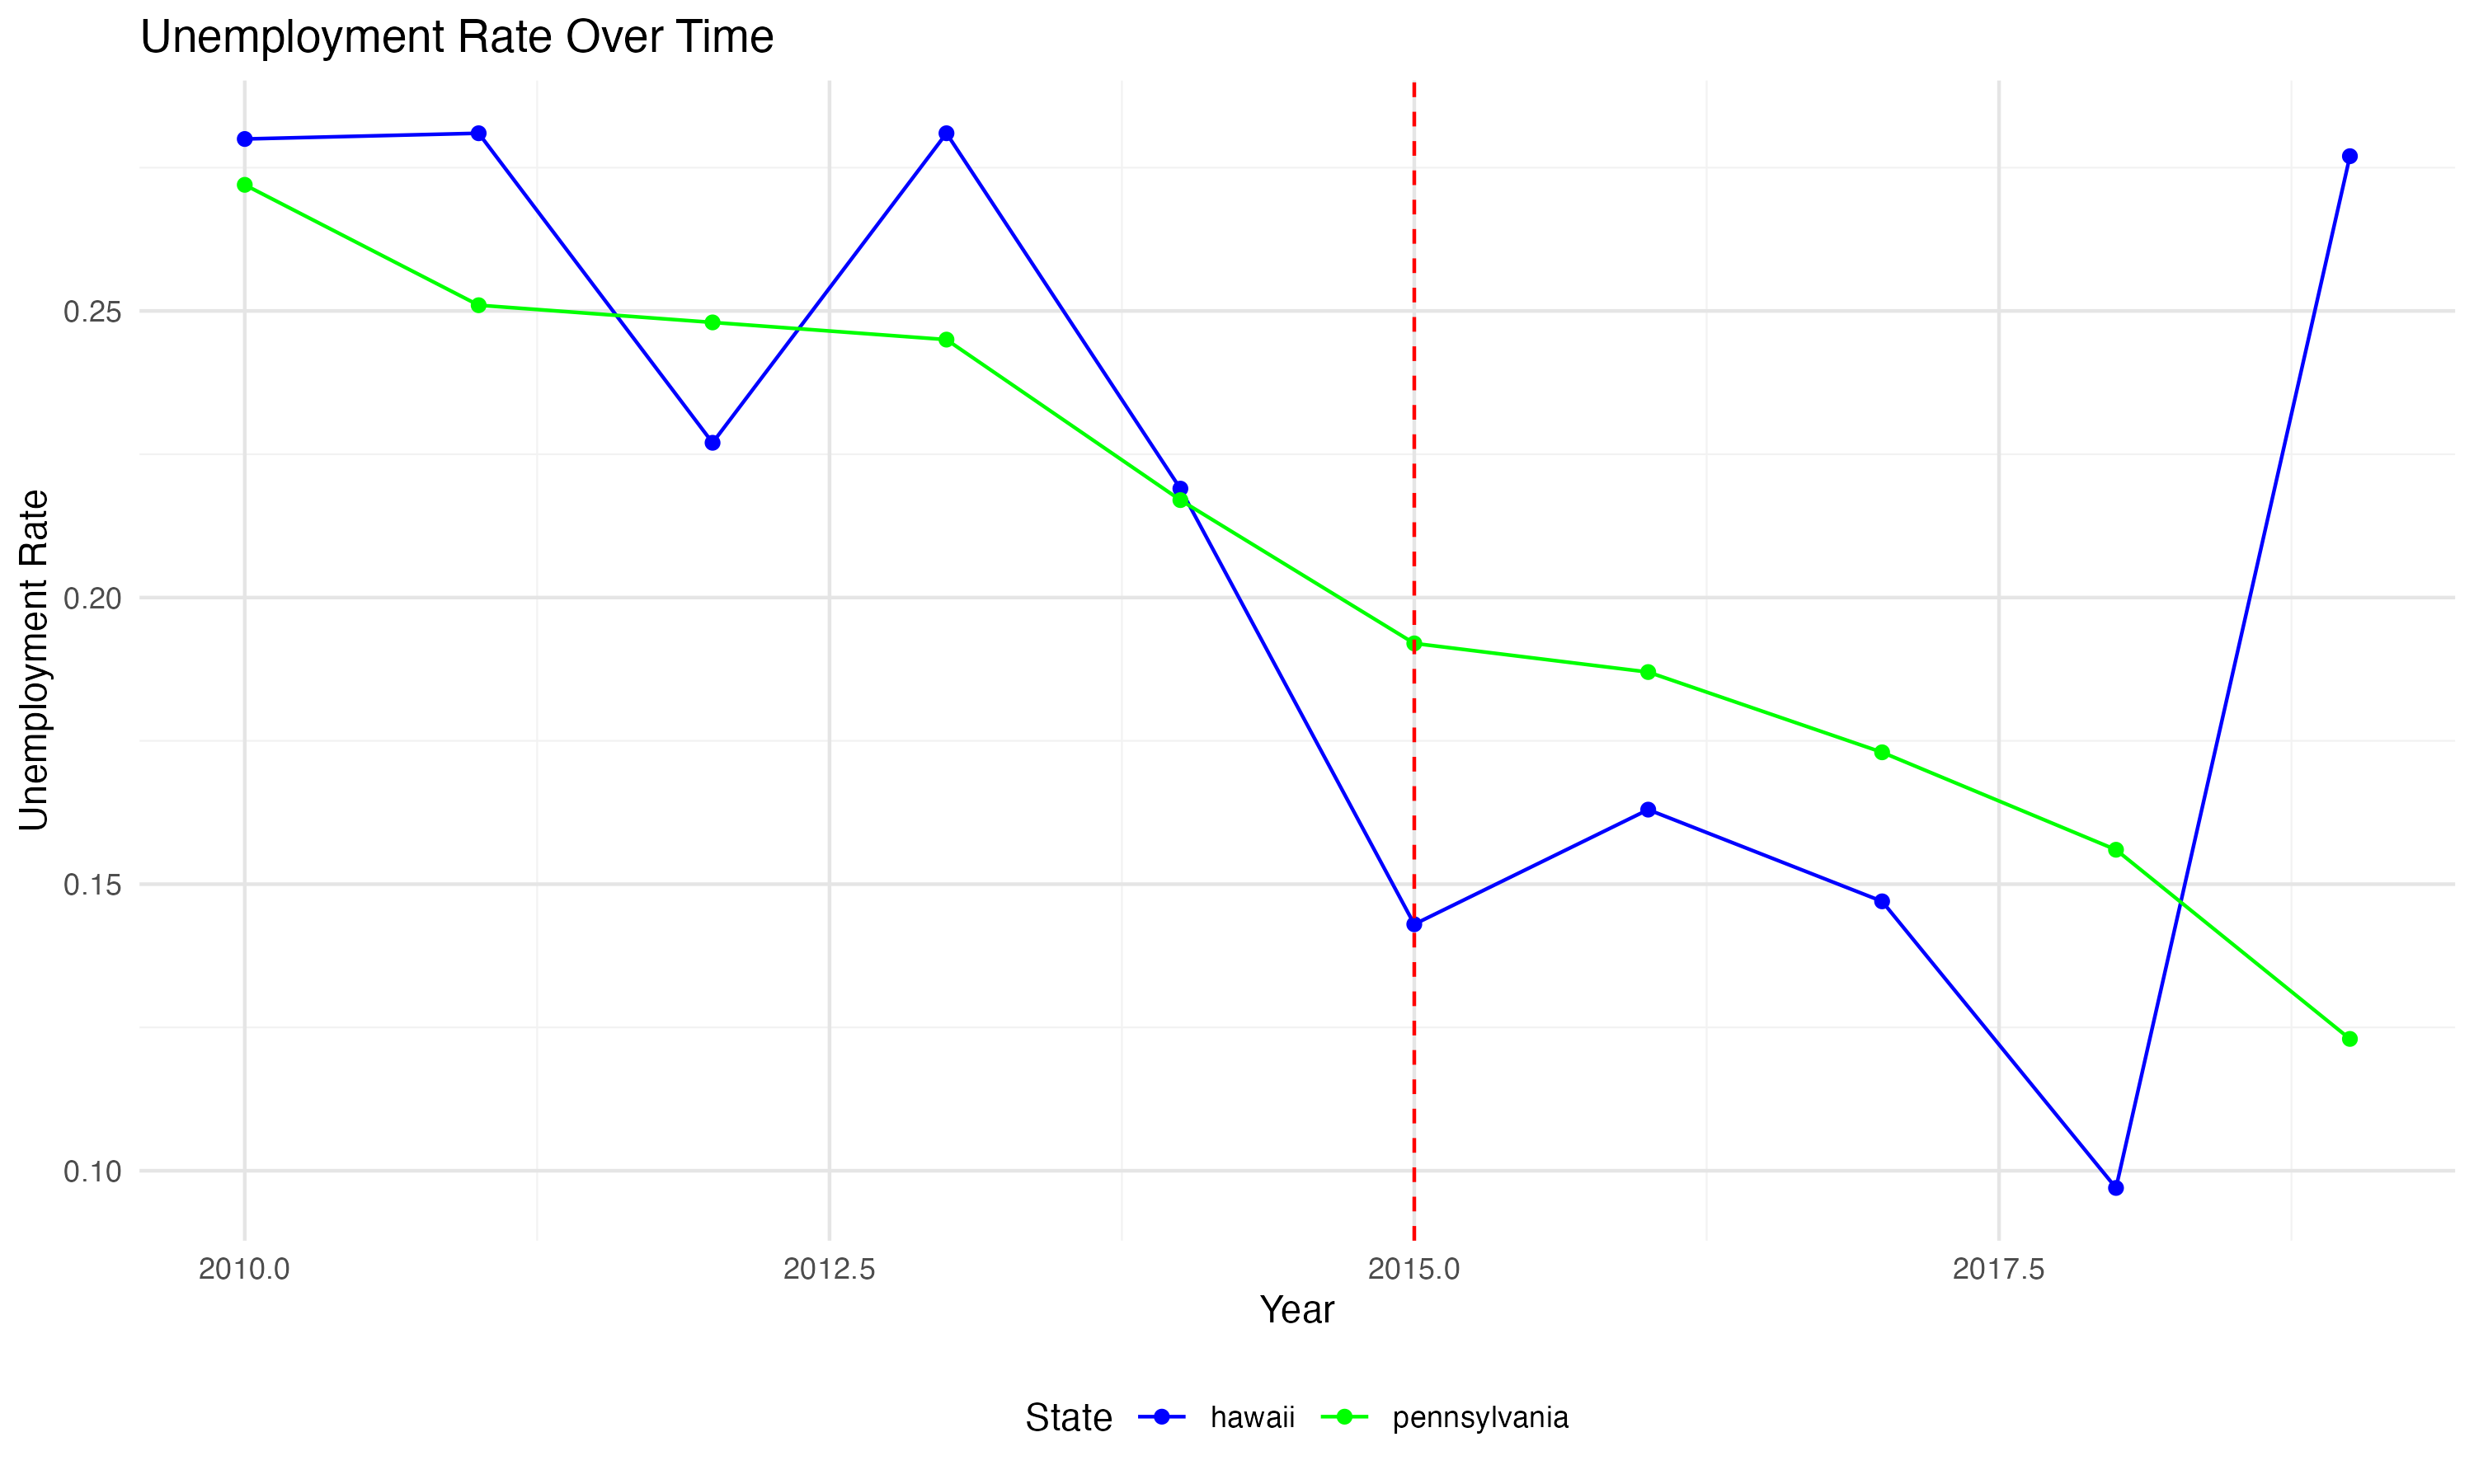 Unemployment Rate Over Time
Unemployment Rate
0.25
0.20
0.15
0.10
2010.0 2012.5 2015.0 2017.5
Year
State hawaii pennsylvania